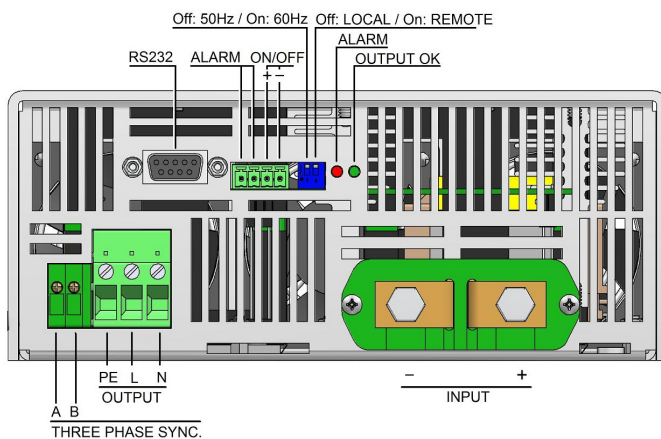 Off: 50Hz / On: 60Hz Off: LOCAL / On: REMOTE
ALARM
RS232 ALARM ON/OFF OUTPUT OK
+ −
PE L N
OUTPUT
− +
INPUT
A B
THREE PHASE SYNC.